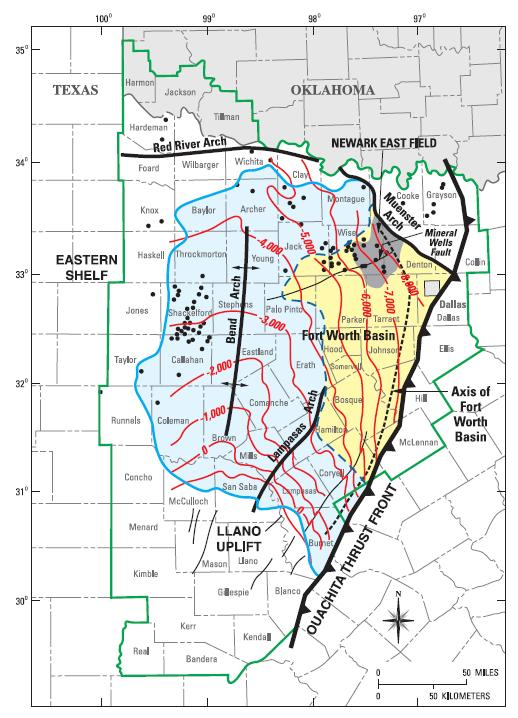 100°
99°
98°
97°
35°
TEXAS
OKLAHOMA
Harmon
Jackson
Tillman
Hardeman
Red River Arch
NEWARK EAST FIELD
34°
Foard
Wilbarger
Wichita
Clay
Montague
Cooke
Grayson
Muenster
Arch
Knox
Baylor
Archer
-5,000
Wise
Mineral
Wells
Fault
Haskell
Throckmorton
-4,000
Young
Jack
Denton
Collin
EASTERN
SHELF
33°
-6,000
-7,000
-8,000
Jones
Shackelford
Stephens
Palo Pinto
Parker
Tarrant
Dallas
Dallas
Bend Arch
-3,000
Fort Worth Basin
Hood
Johnson
Ellis
Taylor
Callahan
Eastland
Erath
Somervell
-2,000
32°
Comanche
Bosque
Hill
Axis of
Fort
Worth
Basin
Runnels
Coleman
-1,000
Brown
Lampasas Arch
Hamilton
McLennan
0
Mills
Concho
San Saba
Coryell
Lampasas
31°
McCulloch
0
Menard
LLANO
UPLIFT
Burnet
Mason
Llano
OUACHITA THRUST FRONT
Kimble
Gillespie
Blanco
30°
N
Kerr
Kendall
Real
Bandera
0
50 MILES
0
50 KILOMETERS